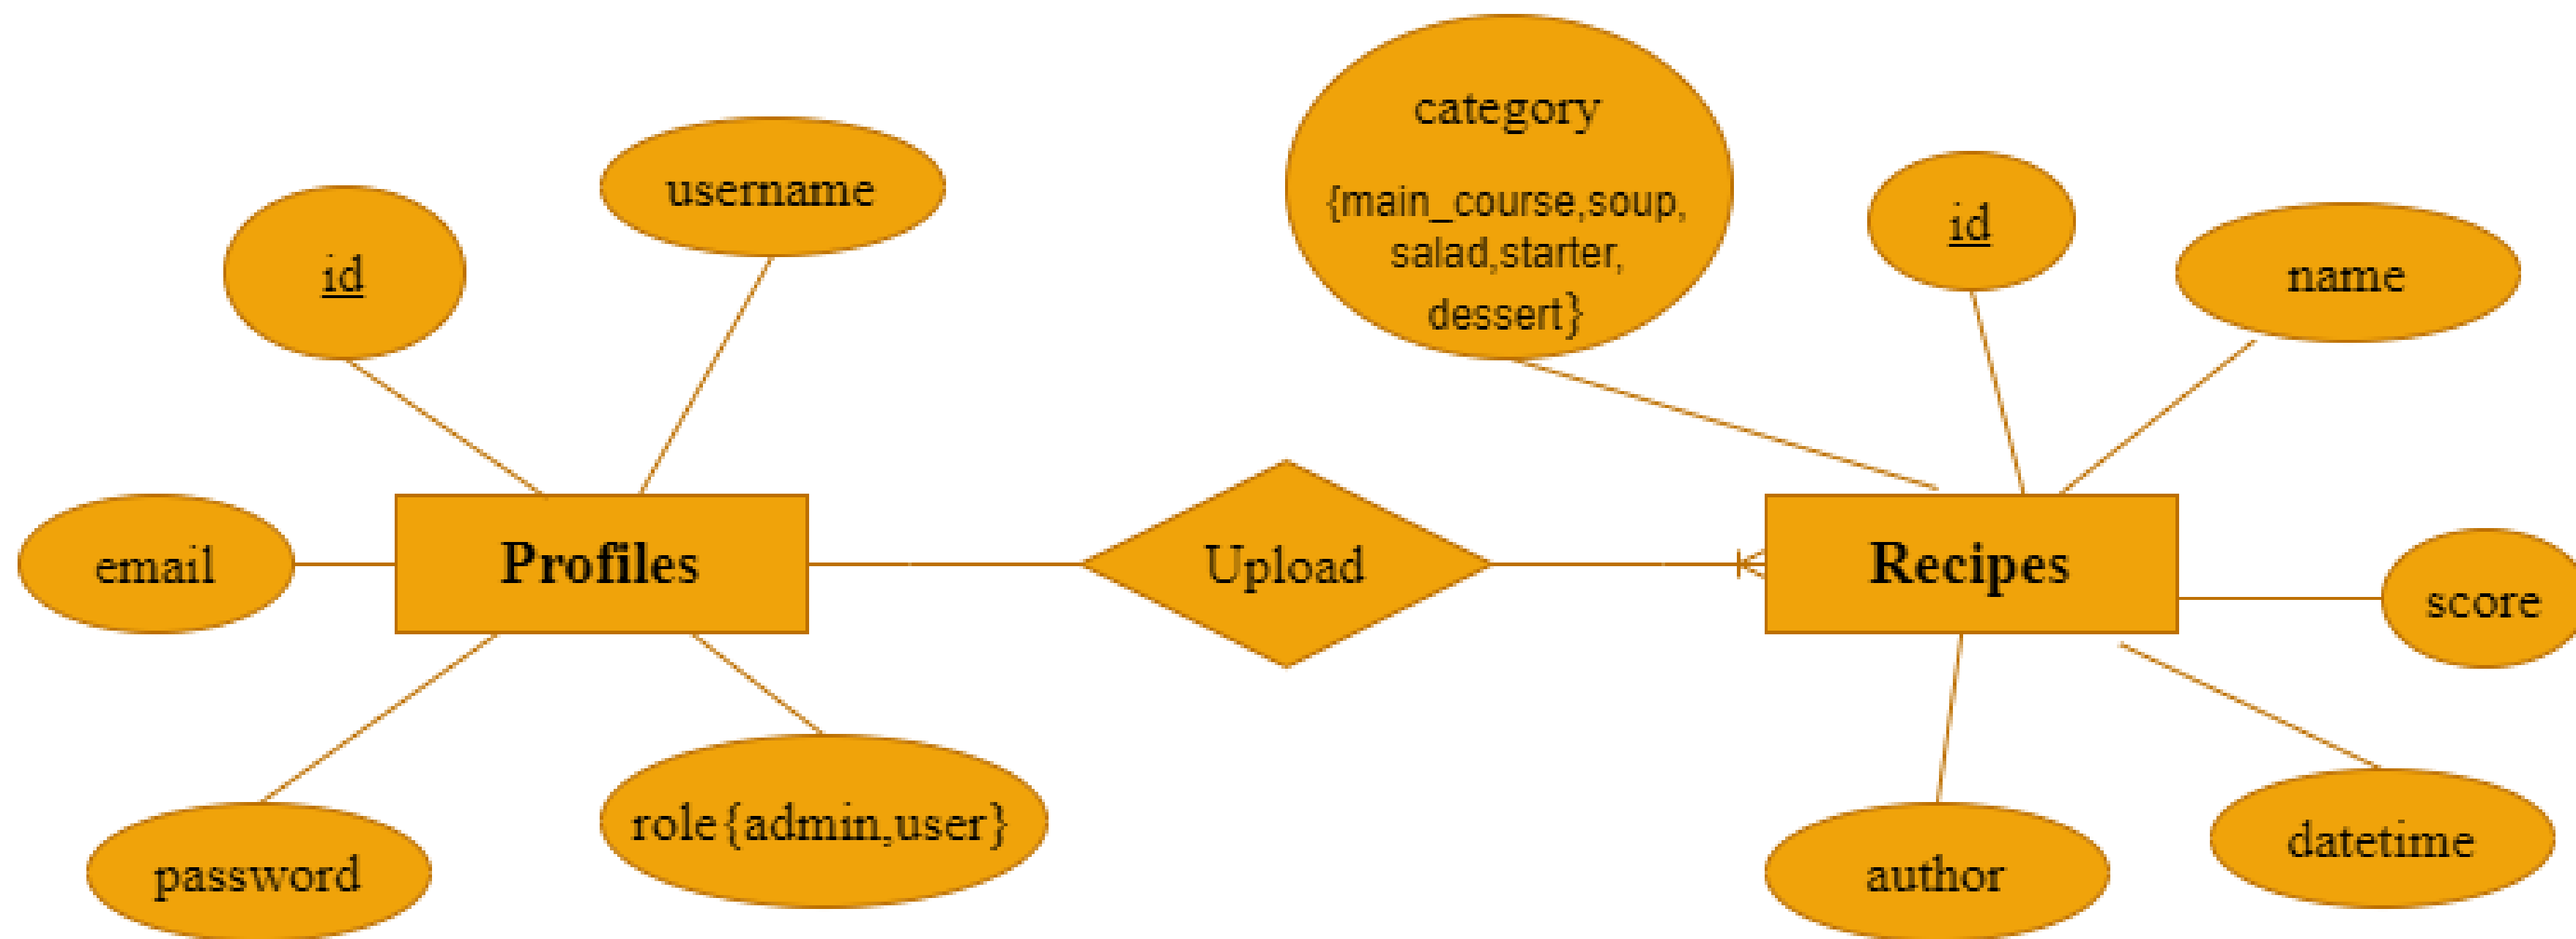 category
{main_course,soup,
salad,starter,
dessert}
username
id
id
name
email
Profiles
Upload
Recipes
score
password
role{admin,user}
author
datetime